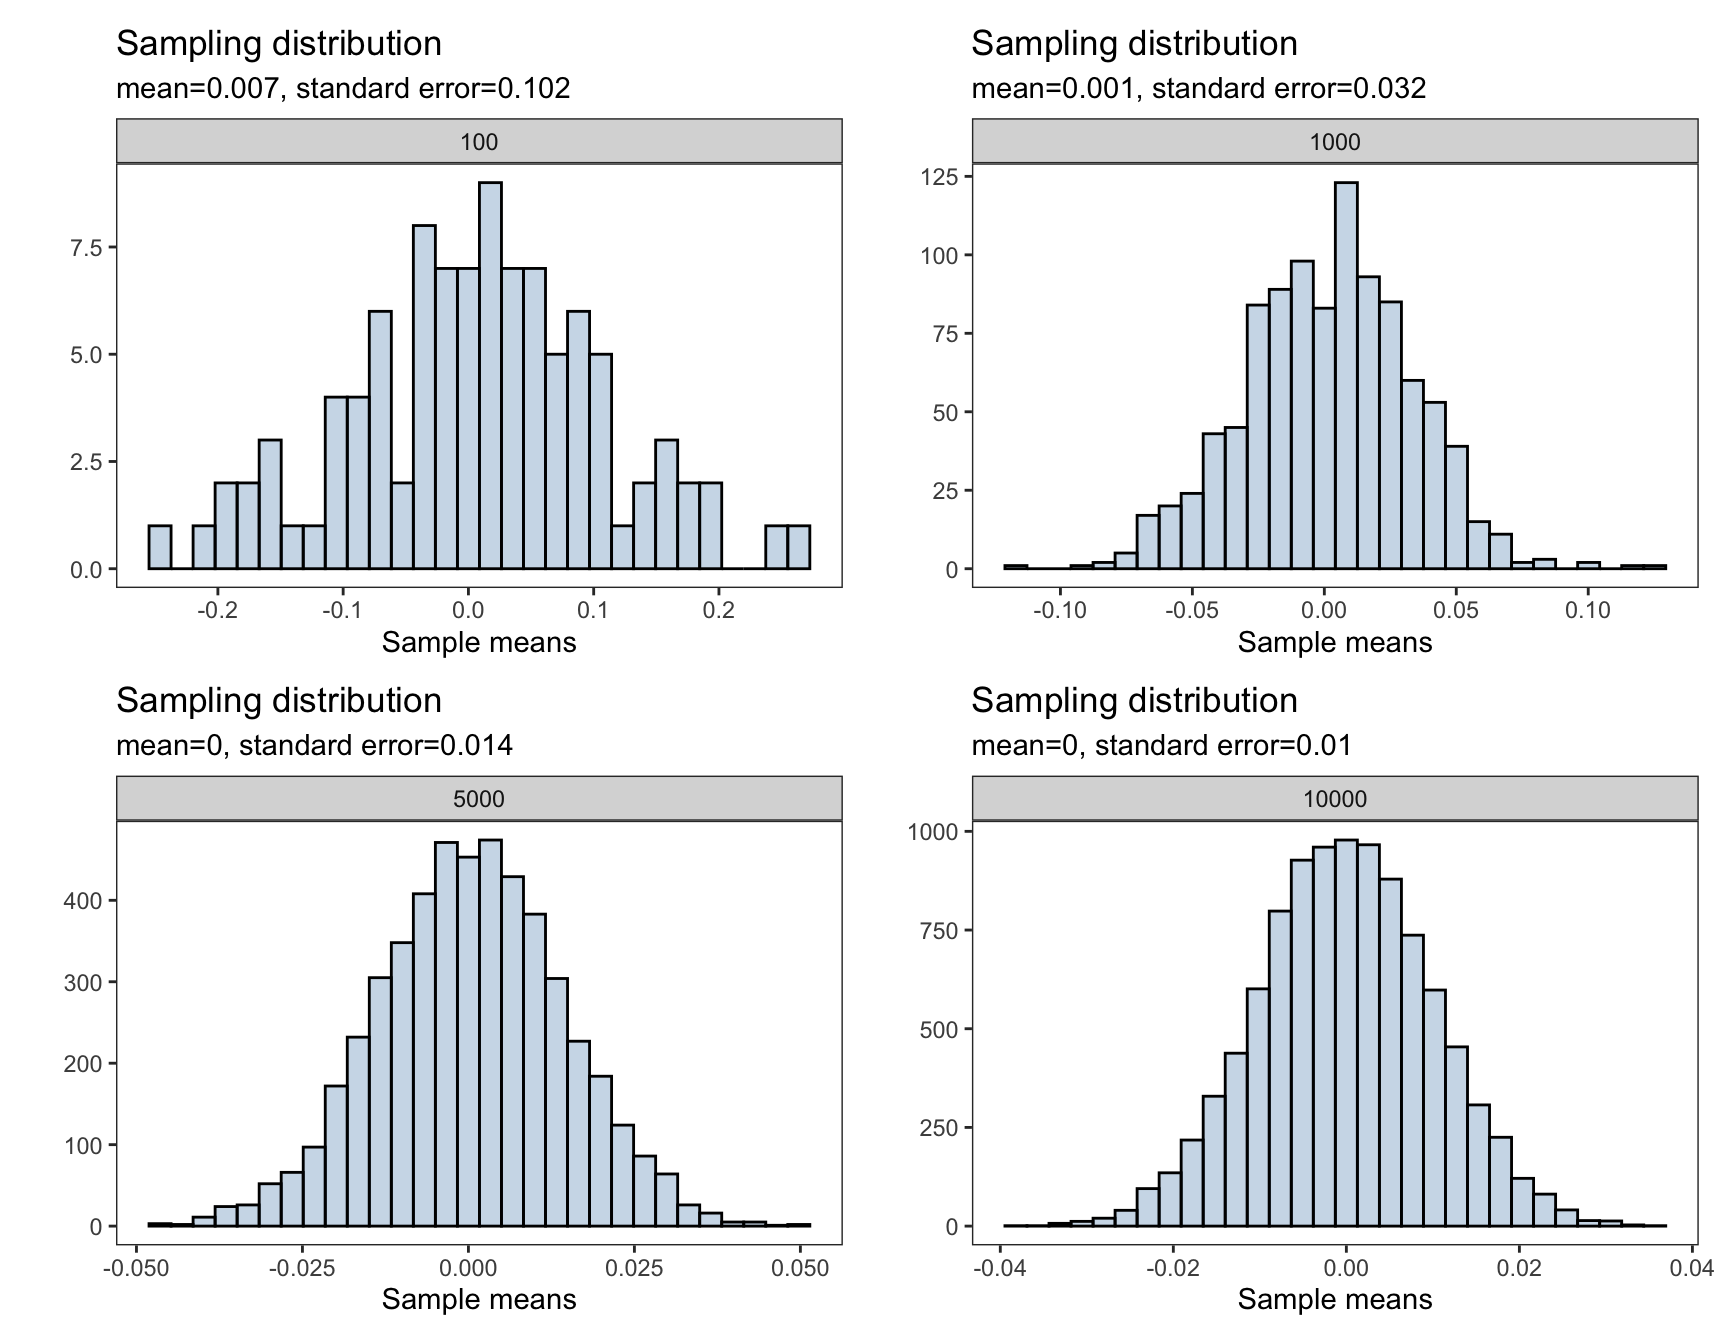 Sampling distribution
mean=0.007, standard error=0.102
100
7.5
5.0
2.5
0.0
-0.2 -0.1 0.0 0.1 0.2
Sample means
Sampling distribution
mean=0.001, standard error=0.032
1000
125
100
75
50
25
0
-0.10 -0.05 0.00 0.05 0.10
Sample means
Sampling distribution
mean=0, standard error=0.014
5000
400
300
200
100
0
-0.050 -0.025 0.000 0.025 0.050
Sample means
Sampling distribution
mean=0, standard error=0.01
10000
1000
750
500
250
0
-0.04 -0.02 0.00 0.02 0.04
Sample means